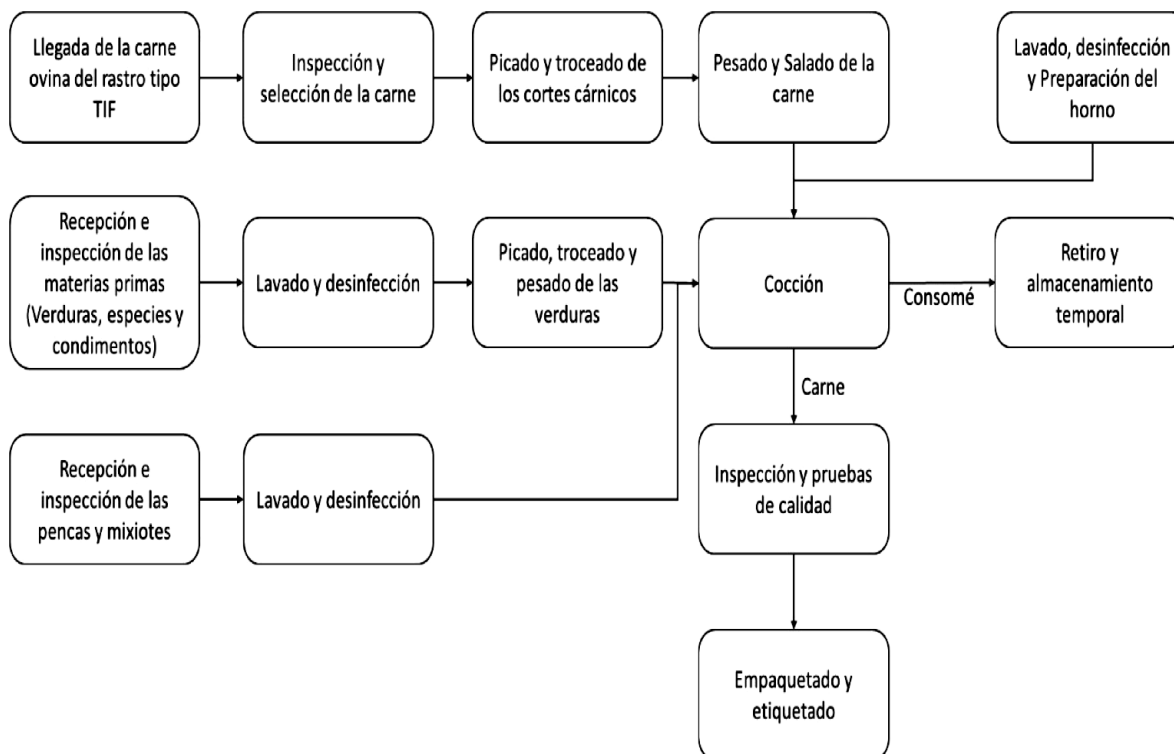 Llegada de la carne
ovina del rastro tipo
TIF
Inspección y
selección de la carne
Picado y troceado de
los cortes cárnicos
Pesado y Salado de la
carne
Lavado, desinfección
y Preparación del
horno
Recepción e
inspección de las
materias primas
(Verduras, especies y
condimentos)
Lavado y desinfección
Picado, troceado y
pesado de las
verduras
Cocción
Consomé
Retiro y
almacenamiento
temporal
Carne
Recepción e
inspección de las
pencas y mixiotes
Lavado y desinfección
Inspección y pruebas
de calidad
Empaquetado y
etiquetado